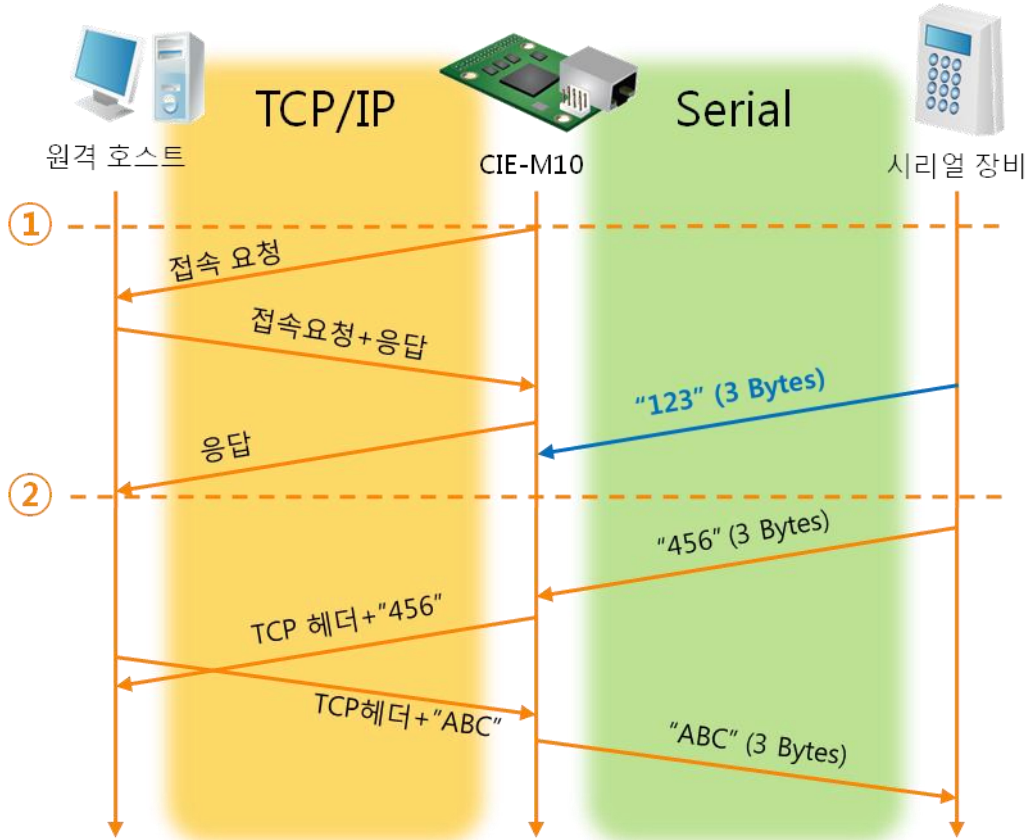 TCP/IP
Serial
원격 호스트
CIE-M10
시리얼 장비
①
접속 요청
접속요청+응답
“123” (3 Bytes)
응답
②
“456” (3 Bytes)
TCP 헤더+”456”
TCP헤더+”ABC”
“ABC” (3 Bytes)